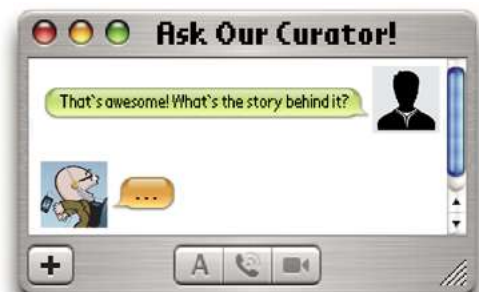 Ask Our Curator!
That`s awesome! What`s the story behind it?
...
A